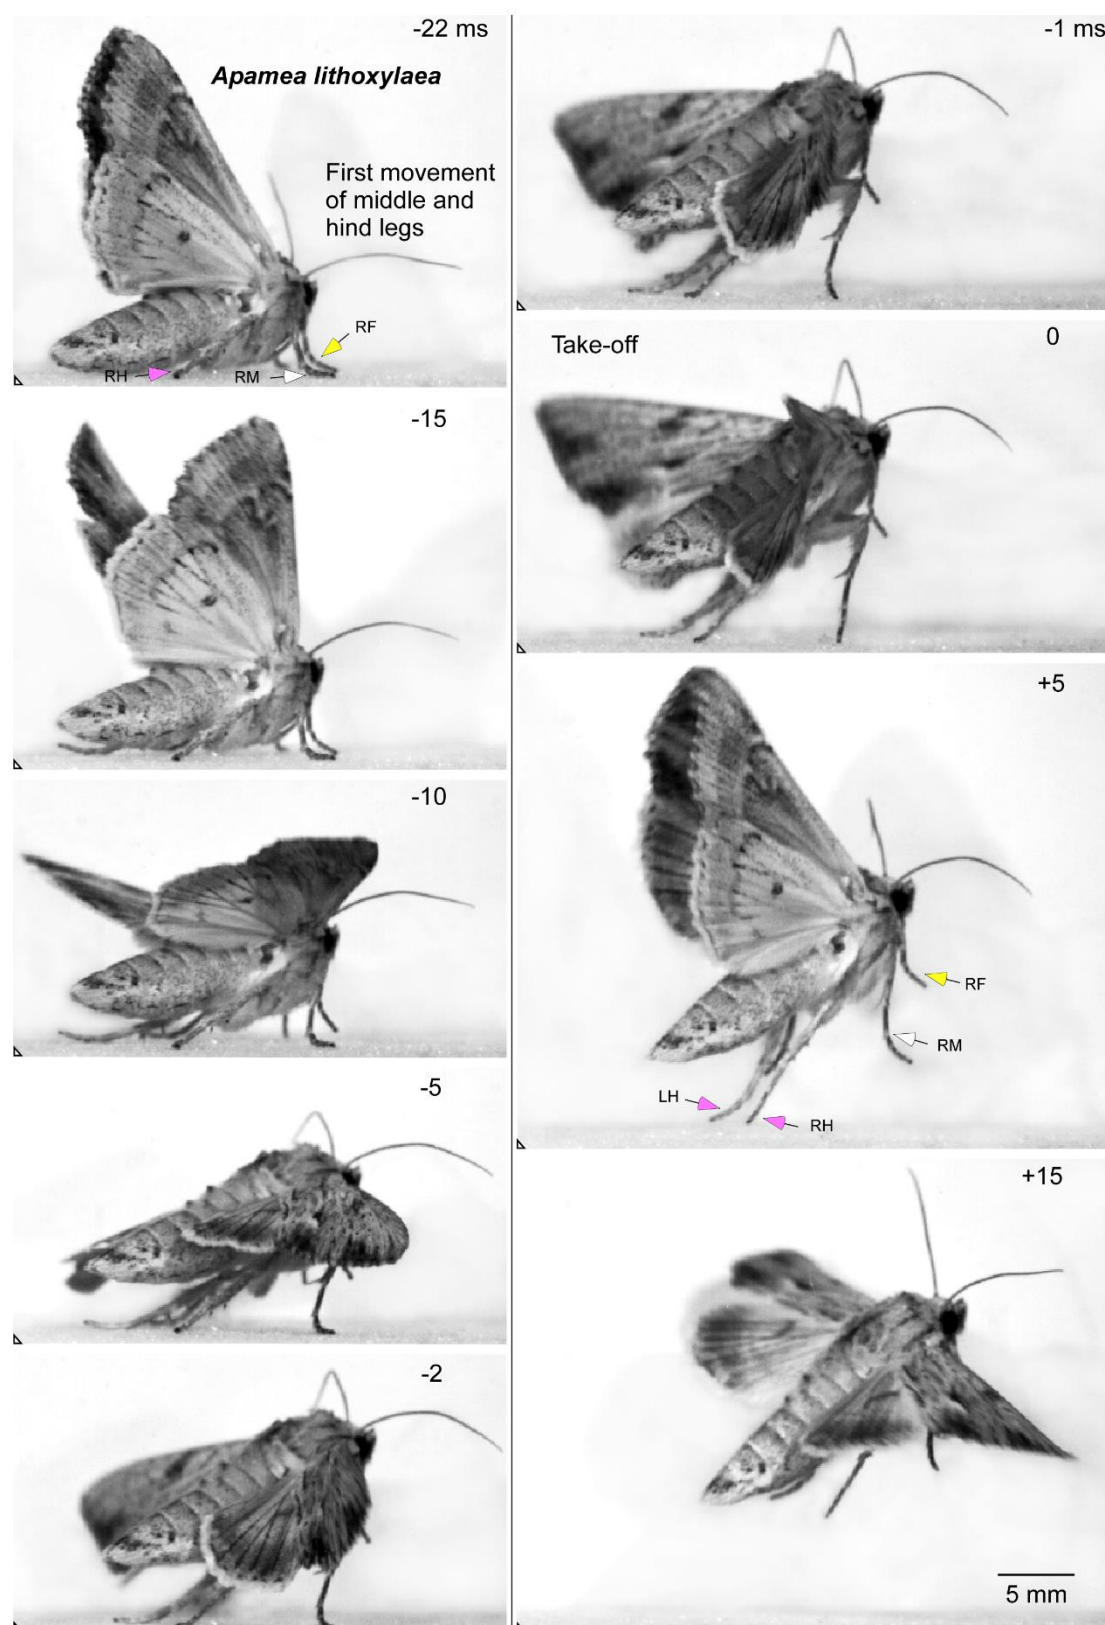 -22 ms
Apamea lithoxylaea
First movement
of middle and
hind legs
RF
RH
RM
-15
-10
-5
-2
-1 ms
Take-off
0
+5
RF
RM
LH
RH
+15
5 mm